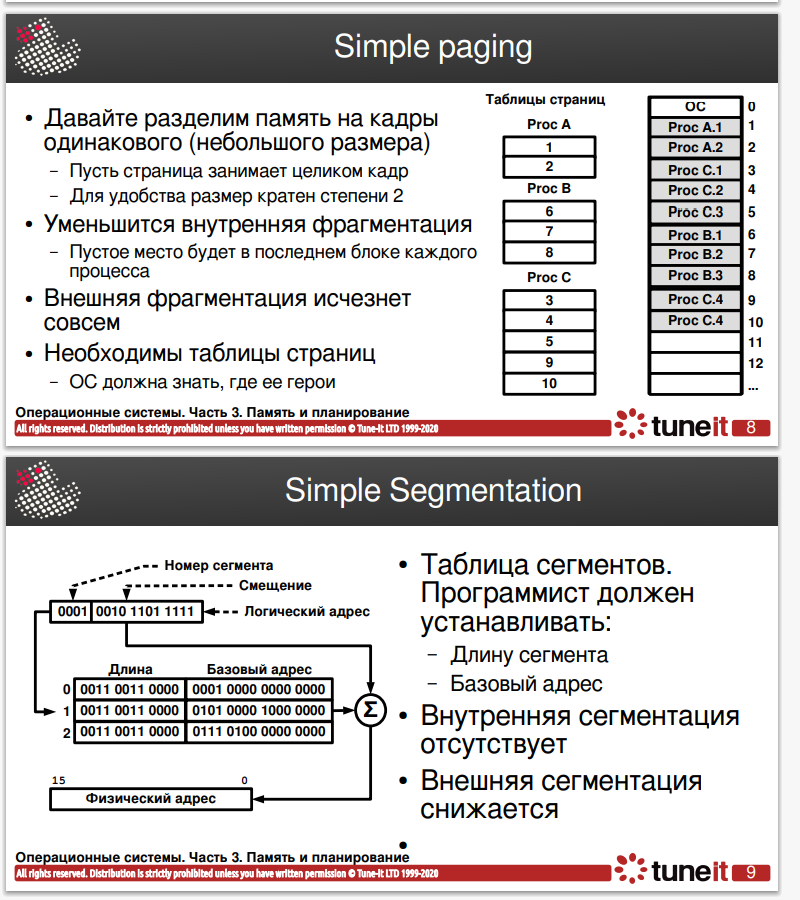 Simple paging
• Давайте разделим память на кадры
одинакового (небольшого размера)
– Пусть страница занимает целиком кадр
– Для удобства размер кратен степени 2
• Уменьшится внутренняя фрагментация
– Пустое место будет в последнем блоке каждого
процесса
• Внешняя фрагментация исчезнет
совсем
• Необходимы таблицы страниц
– ОС должна знать, где ее герои
Таблицы страниц
Proc A
1
2
Proc B
6
7
8
Proc C
3
4
5
9
10
ОС 0
Proc A.1 1
Proc A.2 2
Proc C.1 3
Proc C.2 4
Proc C.3 5
Proc B.1 6
Proc B.2 7
Proc B.3 8
Proc C.4 9
Proc C.4 10
11
12
...
Операционные системы. Часть 3. Память и планирование
All rights reserved. Distribution is strictly prohibited unless you have written permission © Tune-it LTD 1999-2020
tuneit 8
Simple Segmentation
Номер сегмента
Смещение
0001 0010 1101 1111 Логический адрес
Длина Базовый адрес
0 0011 0011 0000 0001 0000 0000 0000
1 0011 0011 0000 0101 0000 1000 0000
2 0011 0011 0000 0111 0100 0000 0000
Σ
15 0
Физический адрес
• Таблица сегментов.
Программист должен
устанавливать:
– Длину сегмента
– Базовый адрес
• Внутренняя сегментация
отсутствует
• Внешняя сегментация
снижается
•
Операционные системы. Часть 3. Память и планирование
All rights reserved. Distribution is strictly prohibited unless you have written permission © Tune-it LTD 1999-2020
tuneit 9